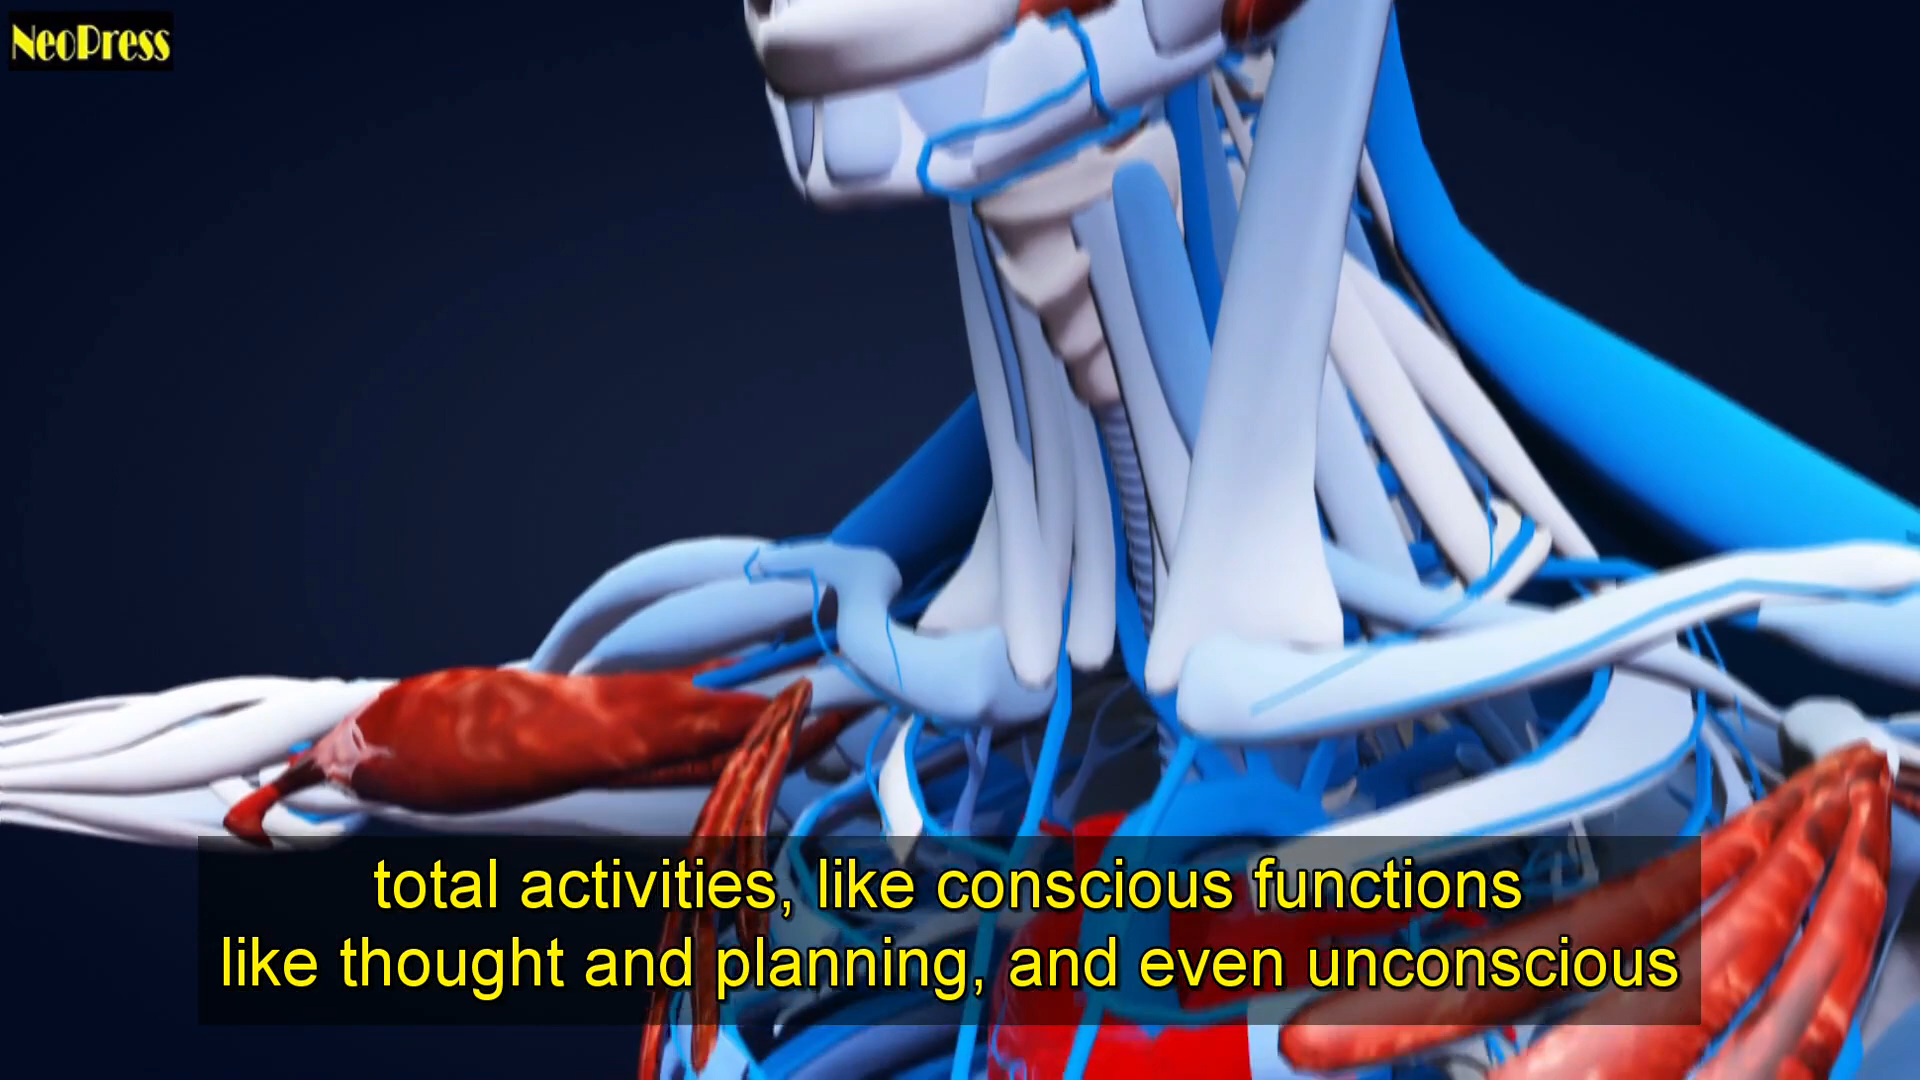 NeoPress
total activities, like conscious functions
like thought and planning, and even unconscious